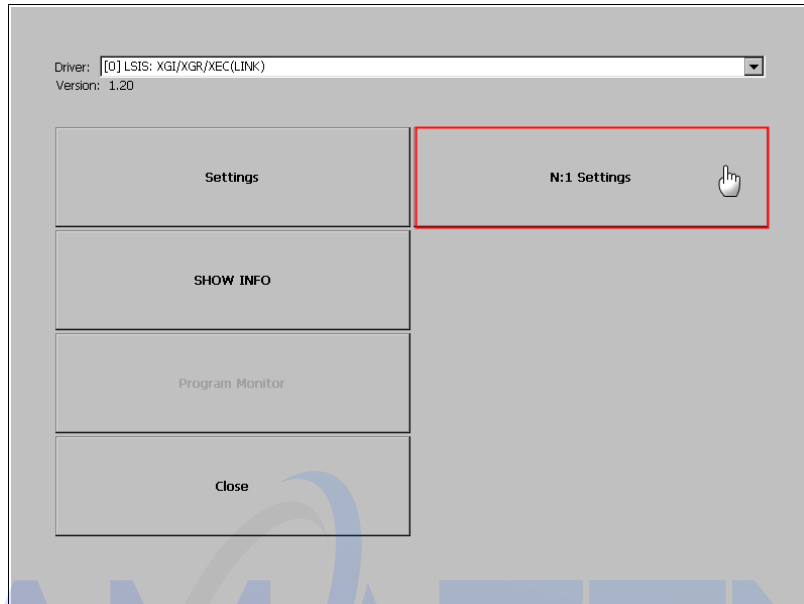 Driver: [0] LSIS: XGI/XGR/XEC(LINK)
Version: 1.20
Settings
N:1 Settings
SHOW INFO
Program Monitor
Close